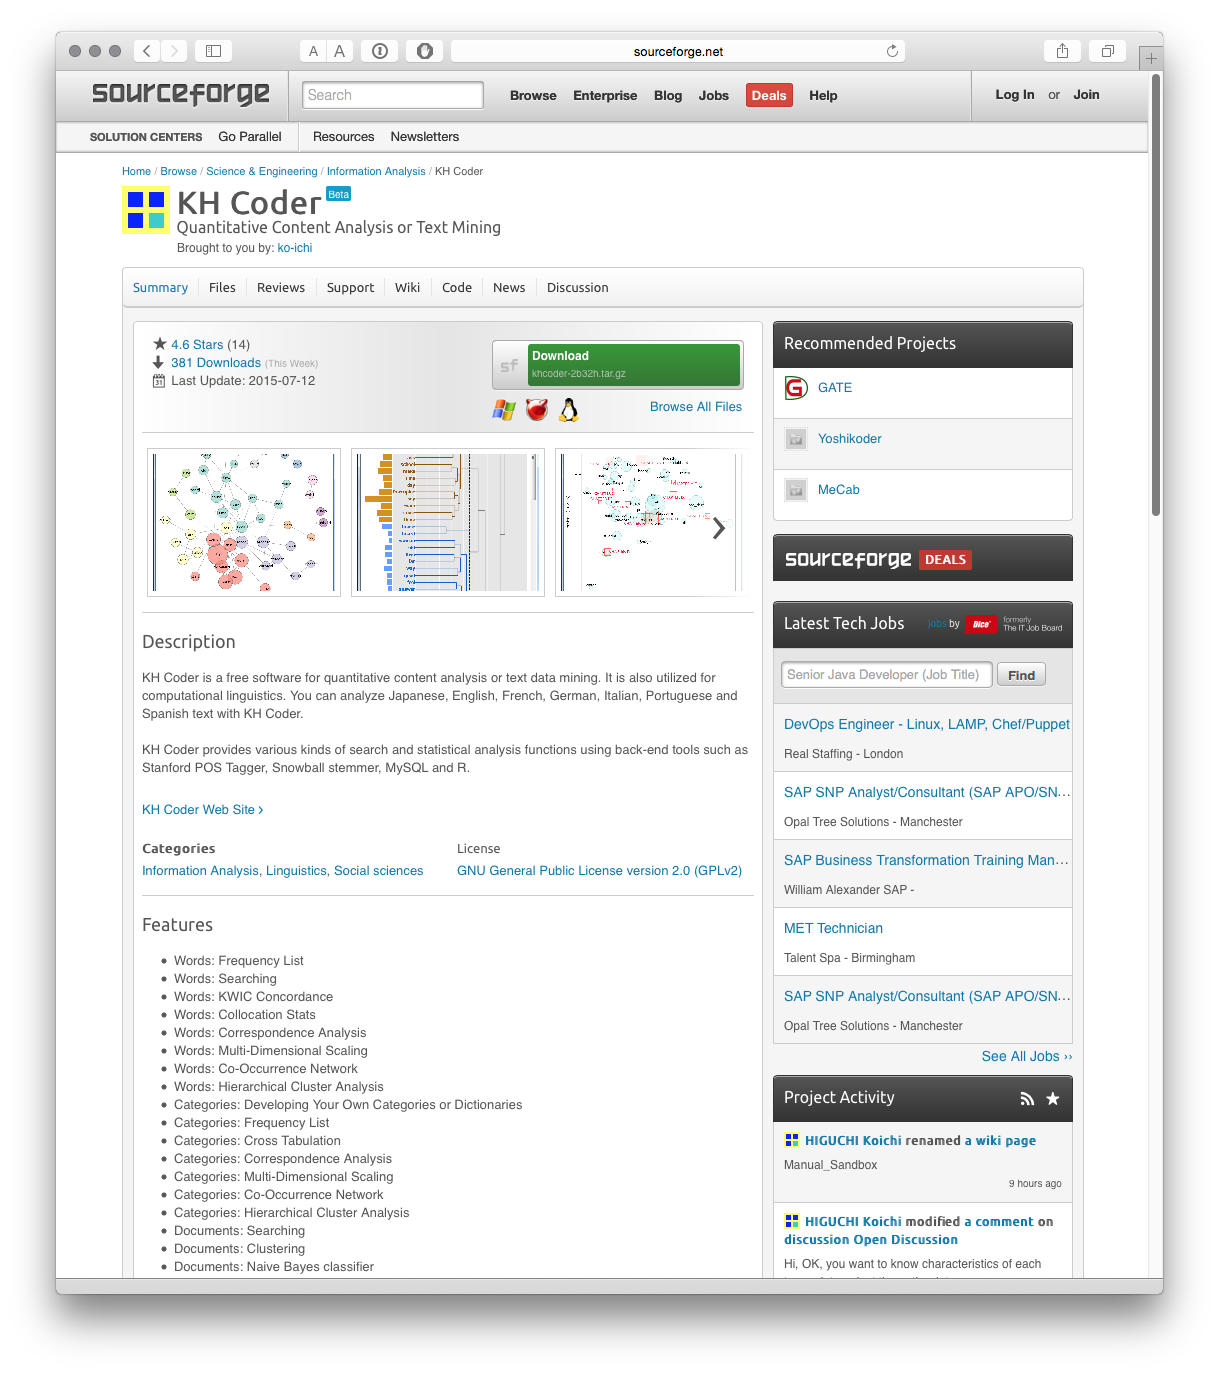 A A
sourceforge.net
sourceforge
Search
Browse Enterprise Blog Jobs Deals Help
Log In or Join
SOLUTION CENTERS Go Parallel Resources Newsletters
Home / Browse / Science & Engineering / Information Analysis / KH Coder
KH Coder Beta
Quantitative Content Analysis or Text Mining
Brought to you by: ko-ichi
Summary Files Reviews Support Wiki Code News Discussion
4.6 Stars (14)
381 Downloads (This Week)
31 Last Update: 2015-07-12
sf
Download
khcoder-2b32h.tar.gz
Browse All Files
Description
KH Coder is a free software for quantitative content analysis or text data mining. It is also utilized for
computational linguistics. You can analyze Japanese, English, French, German, Italian, Portuguese and
Spanish text with KH Coder.
KH Coder provides various kinds of search and statistical analysis functions using back-end tools such as
Stanford POS Tagger, Snowball stemmer, MySQL and R.
KH Coder Web Site >
Categories
Information Analysis, Linguistics, Social sciences
License
GNU General Public License version 2.0 (GPLv2)
Features
Words: Frequency List
Words: Searching
Words: KWIC Concordance
Words: Collocation Stats
Words: Correspondence Analysis
Words: Multi-Dimensional Scaling
Words: Co-Occurrence Network
Words: Hierarchical Cluster Analysis
Categories: Developing Your Own Categories or Dictionaries
Categories: Frequency List
Categories: Cross Tabulation
Categories: Correspondence Analysis
Categories: Multi-Dimensional Scaling
Categories: Co-Occurrence Network
Categories: Hierarchical Cluster Analysis
Documents: Searching
Documents: Clustering
Documents: Naive Bayes classifier
Recommended Projects
GATE
Yoshikoder
MeCab
sourceforge DEALS
Latest Tech Jobs
jobs by Dice formerly
The IT Job Board
Senior Java Developer (Job Title) Find
DevOps Engineer - Linux, LAMP, Chef/Puppet
Real Staffing - London
SAP SNP Analyst/Consultant (SAP APO/SN...
Opal Tree Solutions - Manchester
SAP Business Transformation Training Man...
William Alexander SAP -
MET Technician
Talent Spa - Birmingham
SAP SNP Analyst/Consultant (SAP APO/SN...
Opal Tree Solutions - Manchester
See All Jobs ››
Project Activity
HIGUCHI Koichi renamed a wiki page
Manual_Sandbox
9 hours ago
HIGUCHI Koichi modified a comment on
discussion Open Discussion
Hi, OK, you want to know characteristics of each